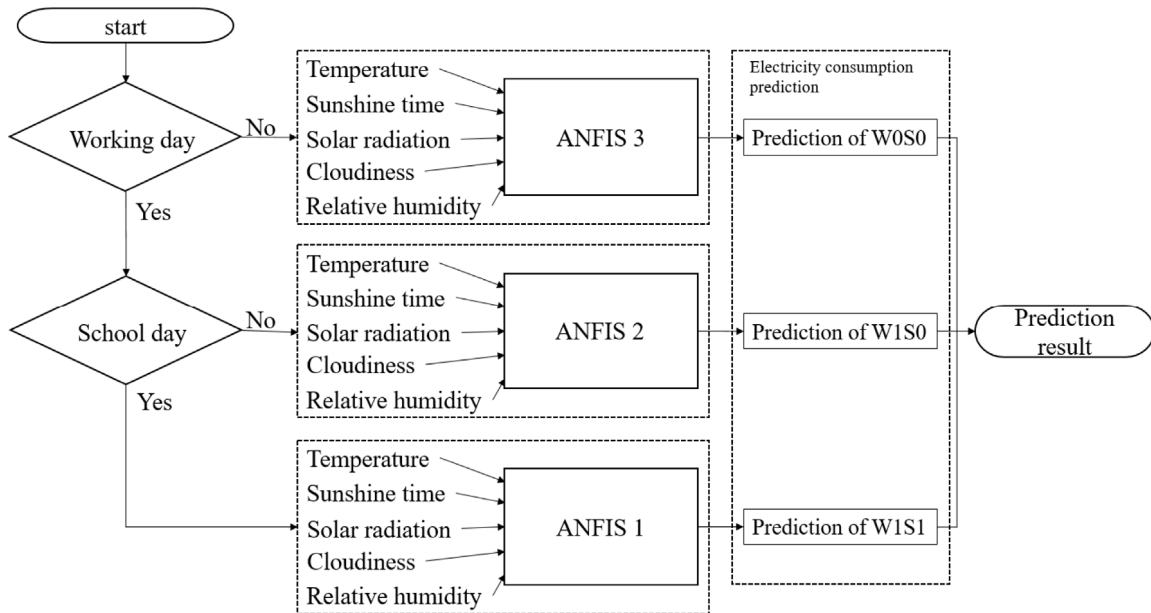 start
Working day
No
Yes
Temperature
Sunshine time
Solar radiation
Cloudiness
Relative humidity
ANFIS 3
Electricity consumption
prediction
Prediction of W0S0
School day
No
Yes
Temperature
Sunshine time
Solar radiation
Cloudiness
Relative humidity
ANFIS 2
Prediction of W1S0
Prediction
result
Temperature
Sunshine time
Solar radiation
Cloudiness
Relative humidity
ANFIS 1
Prediction of W1S1